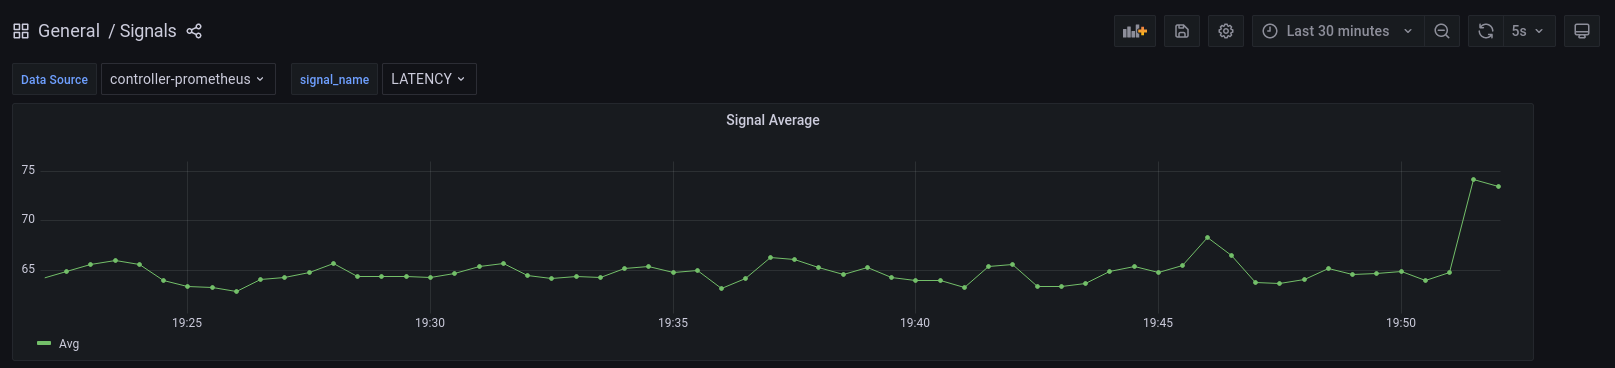 General / Signals
Last 30 minutes
5s
Data Source controller-prometheus signal_name LATENCY
Signal Average
75
70
65
19:25 19:30 19:35 19:40 19:45 19:50
Avg